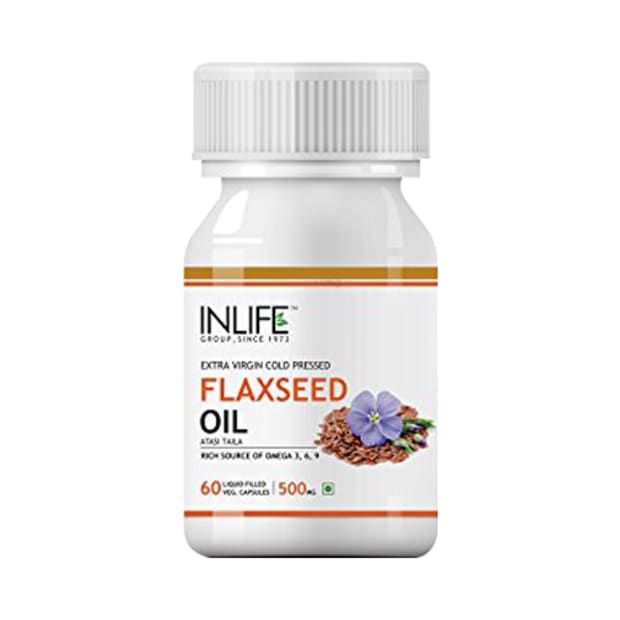 INLIFE™
GROUP, SINCE 1973
EXTRA VIRGIN COLD PRESSED
FLAXSEED
OIL
ATASI TAILA
RICH SOURCE OF OMEGA 3, 6, 9
60 LIQUID FILLED VEG. CAPSULES | 500MG